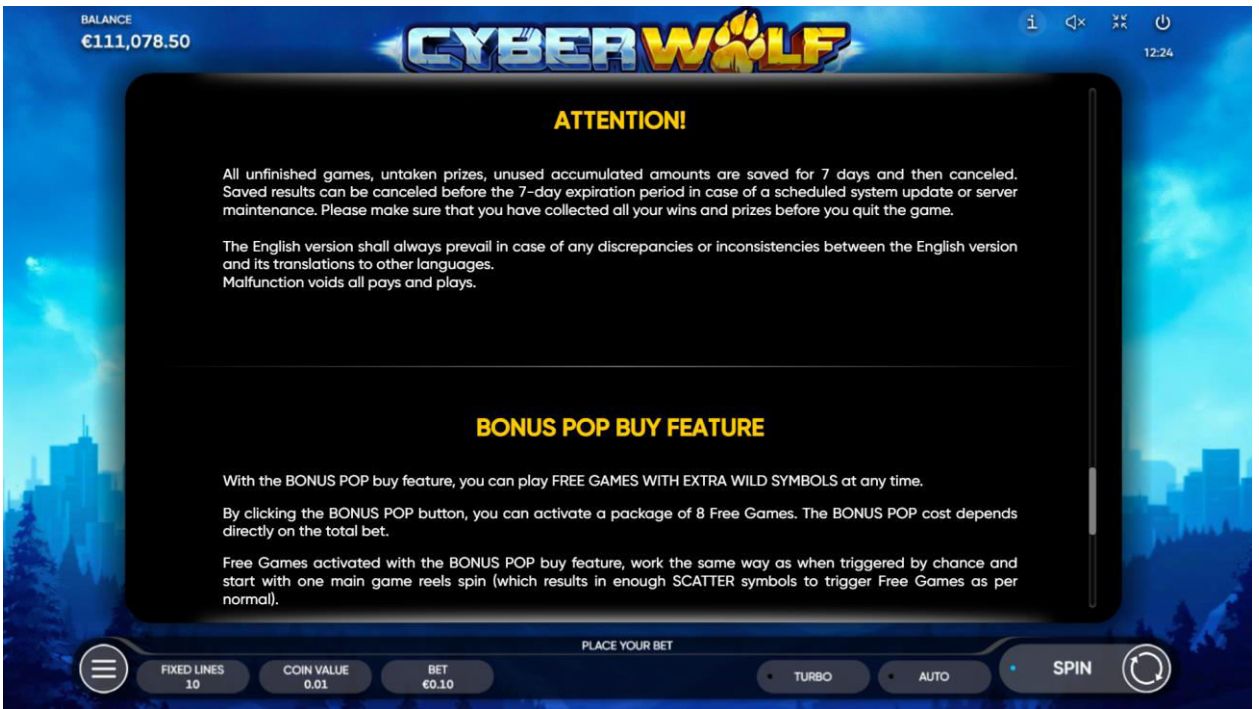 BALANCE
€111,078.50
CYBER WOLF
i
12:24
ATTENTION!
All unfinished games, untaken prizes, unused accumulated amounts are saved for 7 days and then canceled.
Saved results can be canceled before the 7-day expiration period in case of a scheduled system update or server
maintenance. Please make sure that you have collected all your wins and prizes before you quit the game.
The English version shall always prevail in case of any discrepancies or inconsistencies between the English version
and its translations to other languages.
Malfunction voids all pays and plays.
BONUS POP BUY FEATURE
With the BONUS POP buy feature, you can play FREE GAMES WITH EXTRA WILD SYMBOLS at any time.
By clicking the BONUS POP button, you can activate a package of 8 Free Games. The BONUS POP cost depends
directly on the total bet.
Free Games activated with the BONUS POP buy feature, work the same way as when triggered by chance and
start with one main game reels spin (which results in enough SCATTER symbols to trigger Free Games as per
normal).
PLACE YOUR BET
FIXED LINES
10
COIN VALUE
0.01
BET
€0.10
TURBO
AUTO
SPIN